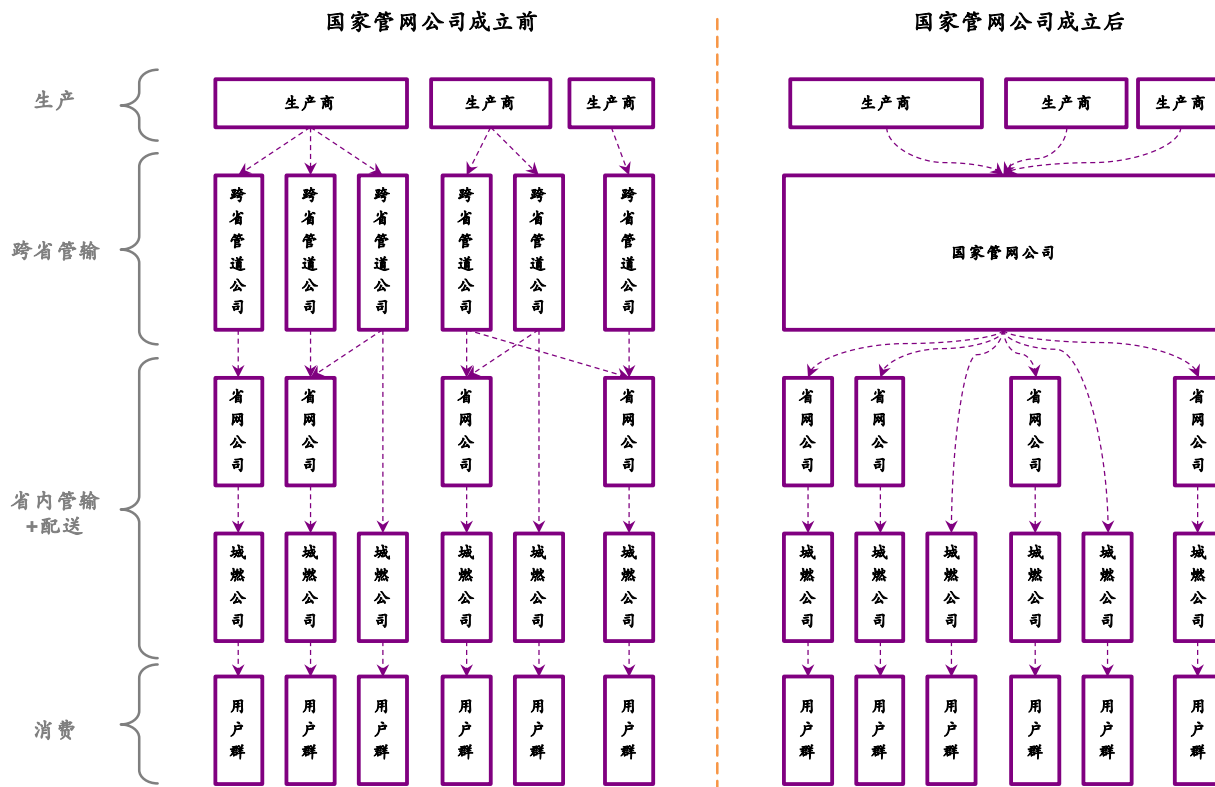 国家管网公司成立前
国家管网公司成立后
生产
生产商
生产商
生产商
生产商
生产商
生产商
跨省管输
跨省管道公司
跨省管道公司
跨省管道公司
跨省管道公司
跨省管道公司
跨省管道公司
国家管网公司
省内管输
+配送
省网公司
省网公司
省网公司
省网公司
省网公司
省网公司
省网公司
省网公司
城燃公司
城燃公司
城燃公司
城燃公司
城燃公司
城燃公司
城燃公司
城燃公司
城燃公司
城燃公司
城燃公司
城燃公司
消费
用户群
用户群
用户群
用户群
用户群
用户群
用户群
用户群
用户群
用户群
用户群
用户群